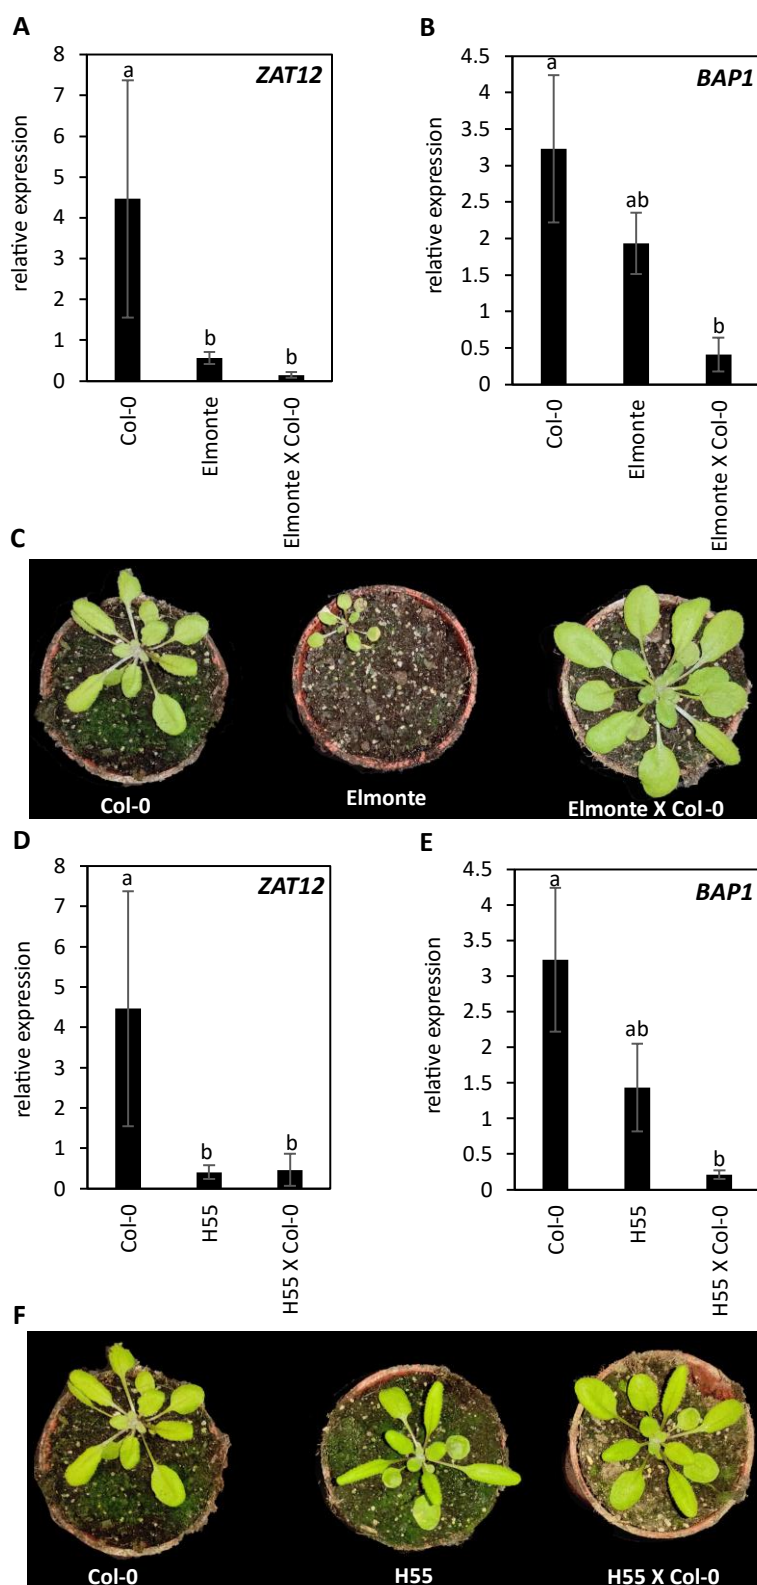 A
ZAT12
relative expression
8
7
6
5
4
3
2
1
0
a
b
b
Col-0
Elmonte
Elmonte X Col-0
B
BAP1
relative expression
4.5
4
3.5
3
2.5
2
1.5
1
0.5
0
a
ab
b
Col-0
Elmonte
Elmonte X Col-0
C
Col-0
Elmonte
Elmonte X Col-0
D
ZAT12
relative expression
8
7
6
5
4
3
2
1
0
a
b
b
Col-0
H55
H55 X Col-0
E
BAP1
relative expression
4.5
4
3.5
3
2.5
2
1.5
1
0.5
0
a
ab
b
Col-0
H55
H55 X Col-0
F
Col-0
H55
H55 X Col-0